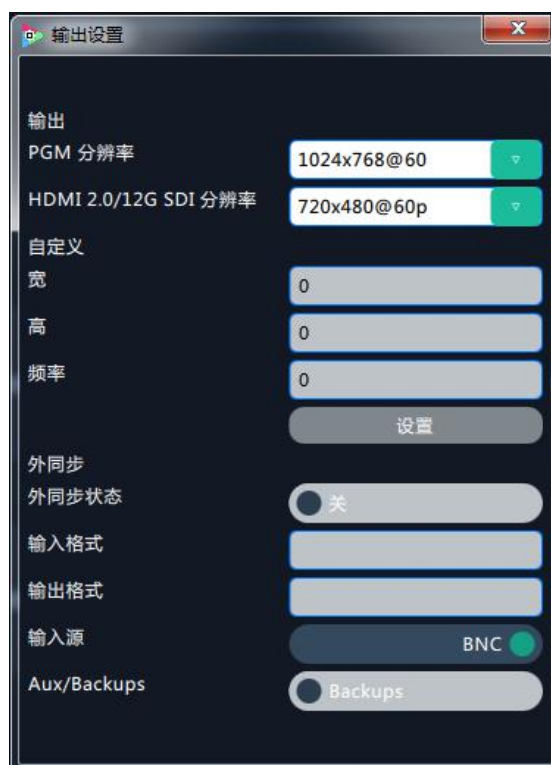 输出设置
输出
PGM 分辨率
1024x768@60
HDMI 2.0/12G SDI 分辨率
720x480@60p
自定义
宽
0
高
0
频率
0
设置
外同步
外同步状态
关
输入格式
输出格式
输入源
BNC
Aux/Backups
Backups